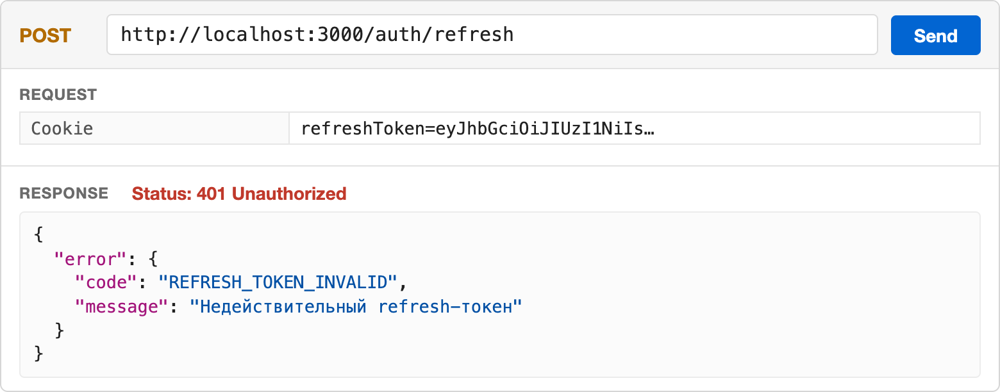 POST http://localhost:3000/auth/refresh Send
REQUEST
Cookie refreshToken=eyJhbGciOiJIUzI1NiIs…
RESPONSE Status: 401 Unauthorized
{
  "error": {
    "code": "REFRESH_TOKEN_INVALID",
    "message": "Недействительный refresh-токен"
  }
}